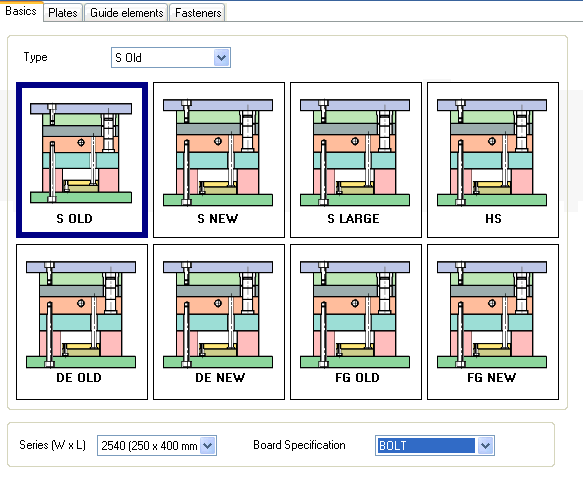 Basics Plates Guide elements Fasteners
Type S Old
S OLD S NEW S LARGE HS
DE OLD DE NEW FG OLD FG NEW
Series (W x L) 2540 (250 x 400 mm Board Specification BOLT